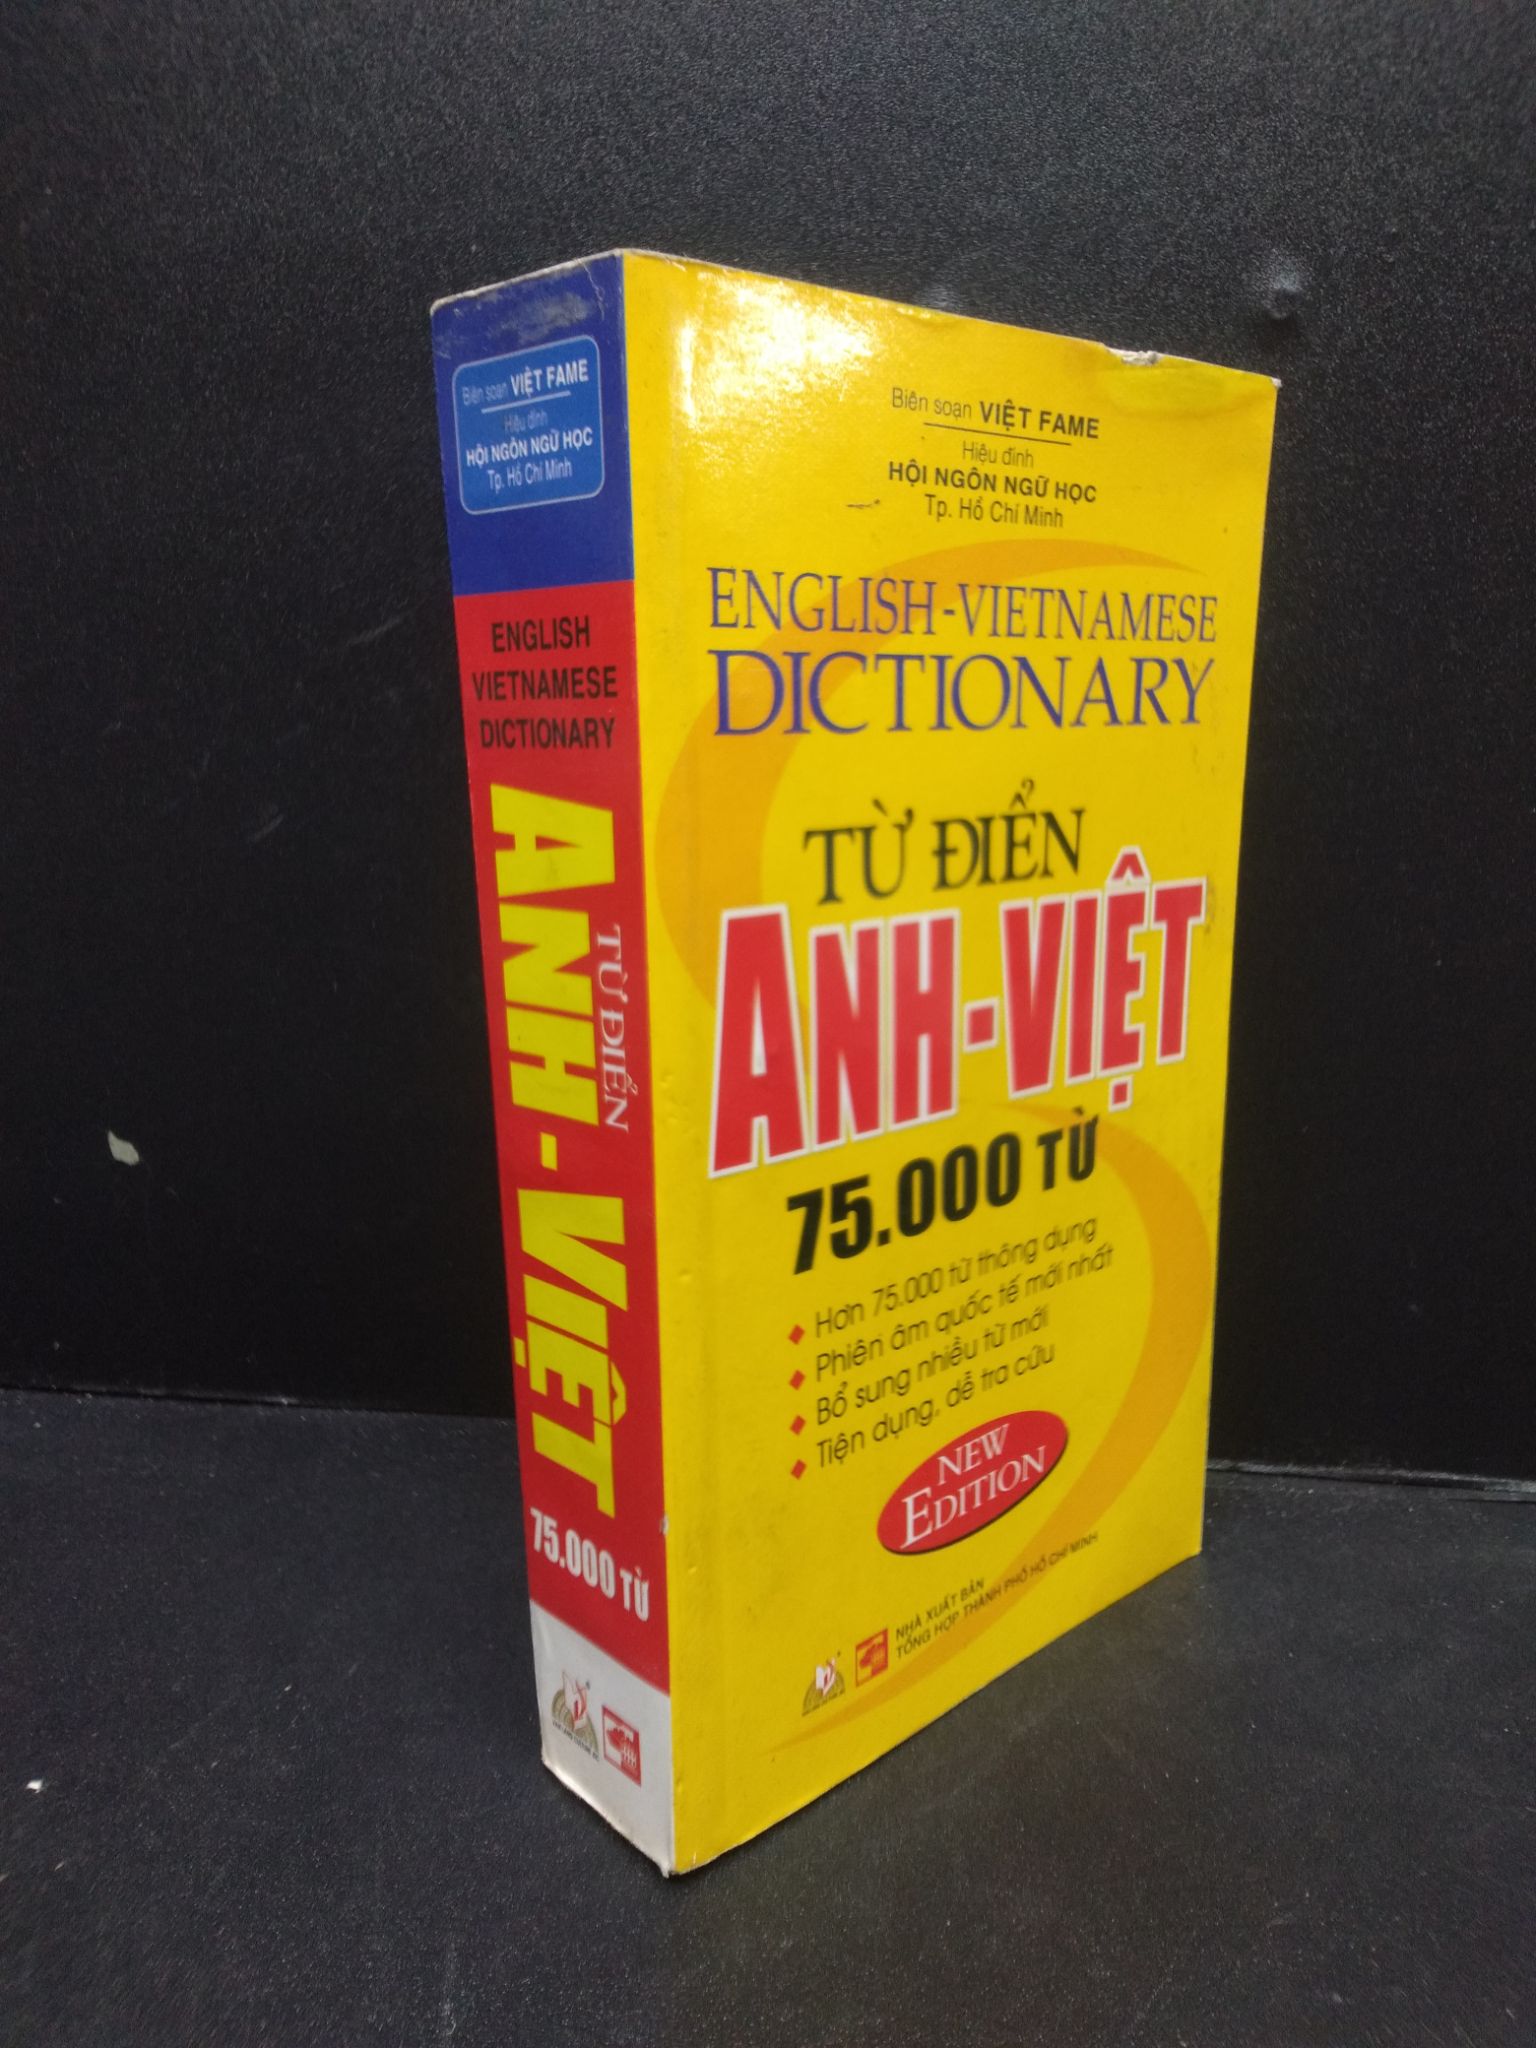 Biên soạn VIỆT FAME
Hiệu đính
HỘI NGÔN NGỮ HỌC
Tp. Hồ Chí Minh
ENGLISH
VIETNAMESE
DICTIONARY
TỪ ĐIỂN
ANH-VIỆT
75.000 TỪ
Biên soạn VIỆT FAME
Hiệu đính
HỘI NGÔN NGỮ HỌC
Tp. Hồ Chí Minh
ENGLISH-VIETNAMESE
DICTIONARY
TỪ ĐIỂN
ANH-VIỆT
75.000 TỪ
Hơn 75.000 từ thông dụng
Phiên âm quốc tế mới nhất
Bổ sung nhiều từ mới
Tiện dụng, dễ tra cứu
NEW
EDITION
NHÀ XUẤT BẢN
TỔNG HỢP THÀNH PHỐ HỒ CHÍ MINH